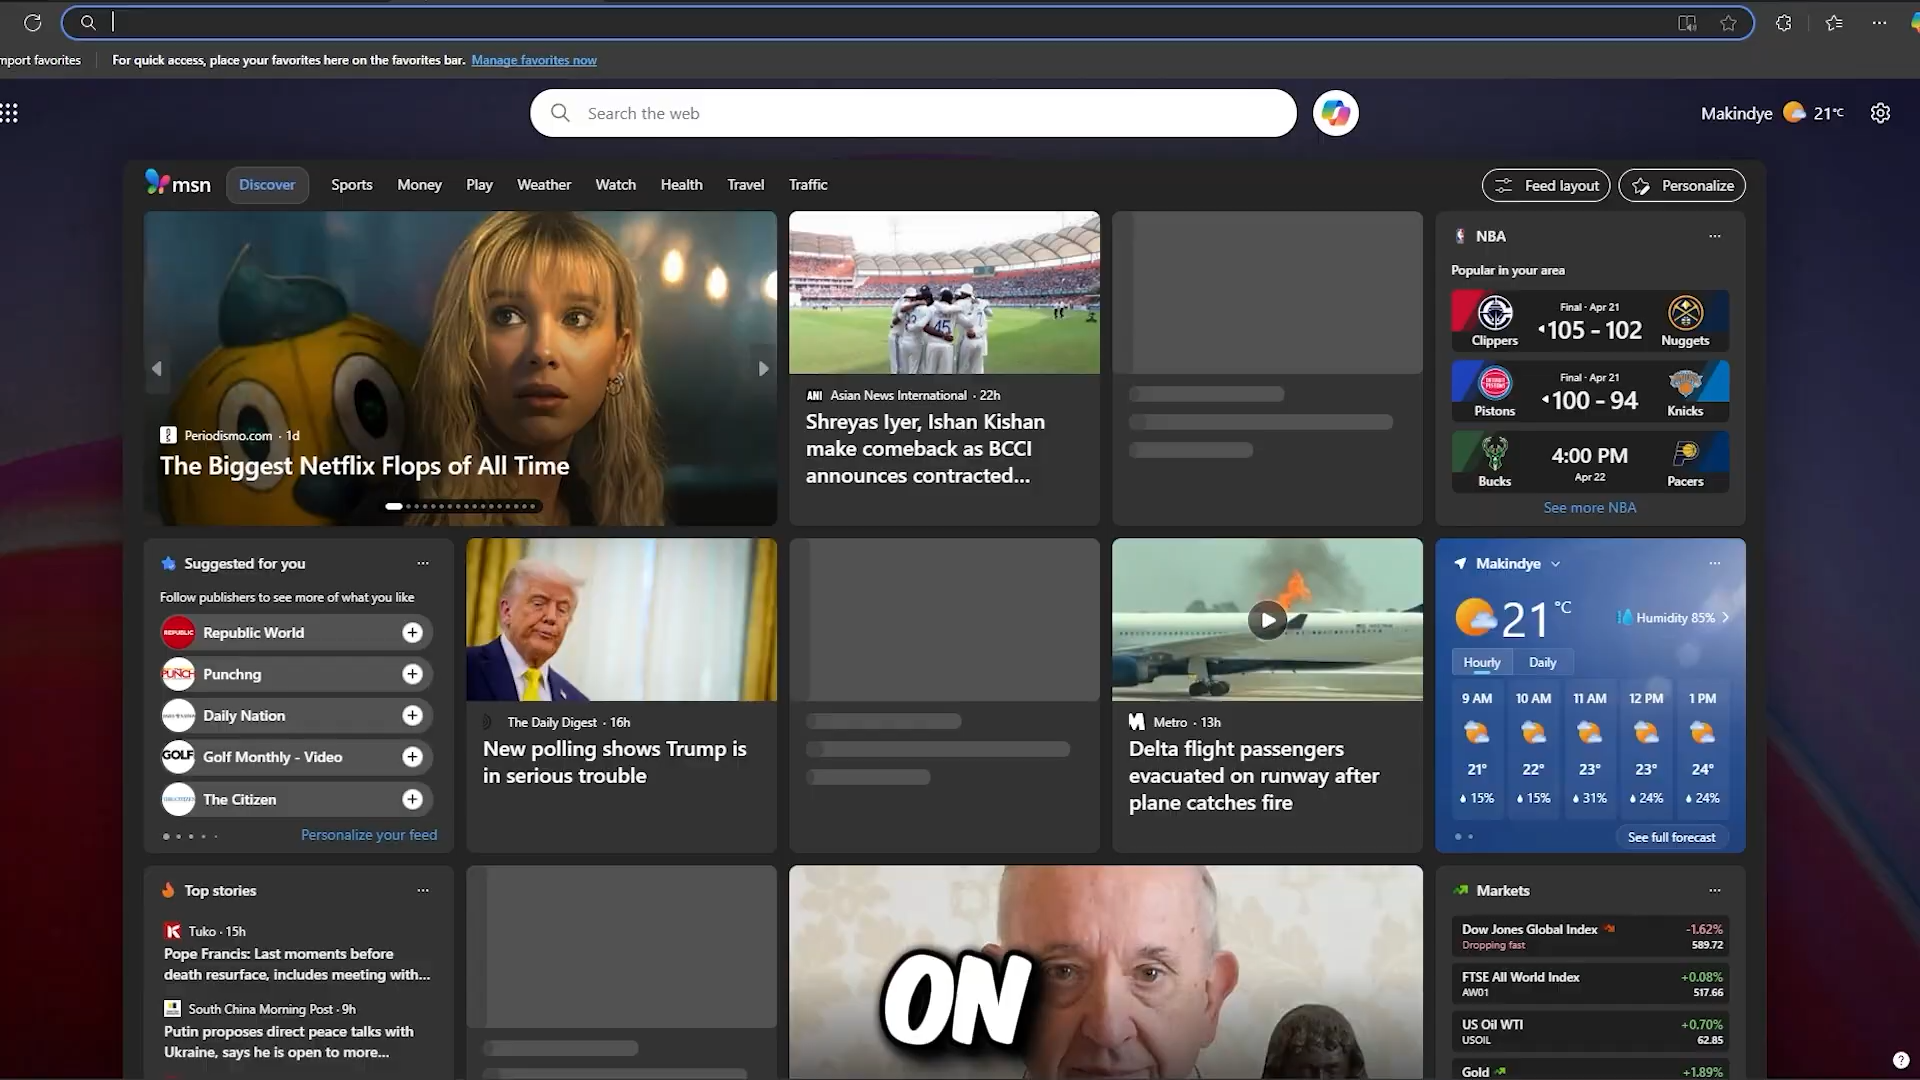 mport favorites
For quick access, place your favorites here on the favorites bar. Manage favorites now
Search the web
Makindye 21°C
msn
Discover
Sports
Money
Play
Weather
Watch
Health
Travel
Traffic
Feed layout
Personalize
Periodismo.com · 1d
The Biggest Netflix Flops of All Time
ANI Asian News International · 22h
Shreyas Iyer, Ishan Kishan
make comeback as BCCI
announces contracted...
45
NBA
Popular in your area
Final · Apr 21
Clippers 105 - 102 Nuggets
Final · Apr 21
Pistons 100 - 94 Knicks
4:00 PM
Apr 22
Bucks Pacers
See more NBA
Suggested for you
Follow publishers to see more of what you like
REPUBLIC Republic World
PUNCH Punchng
Daily Nation
GOLF Golf Monthly - Video
The Citizen
Personalize your feed
The Daily Digest · 16h
New polling shows Trump is
in serious trouble
Metro · 13h
Delta flight passengers
evacuated on runway after
plane catches fire
Makindye
21 °C
Humidity 85%
Hourly Daily
9 AM 10 AM 11 AM 12 PM 1 PM
21° 22° 23° 23° 24°
15% 15% 31% 24% 24%
See full forecast
Top stories
Tuko · 15h
Pope Francis: Last moments before
death resurface, includes meeting with...
South China Morning Post · 9h
Putin proposes direct peace talks with
Ukraine, says he is open to more...
ON
Markets
Dow Jones Global Index -1.62%
Dropping fast 589.72
FTSE All World Index +0.08%
AW01 517.66
US Oil WTI +0.70%
USOIL 62.85
Gold +1.89%